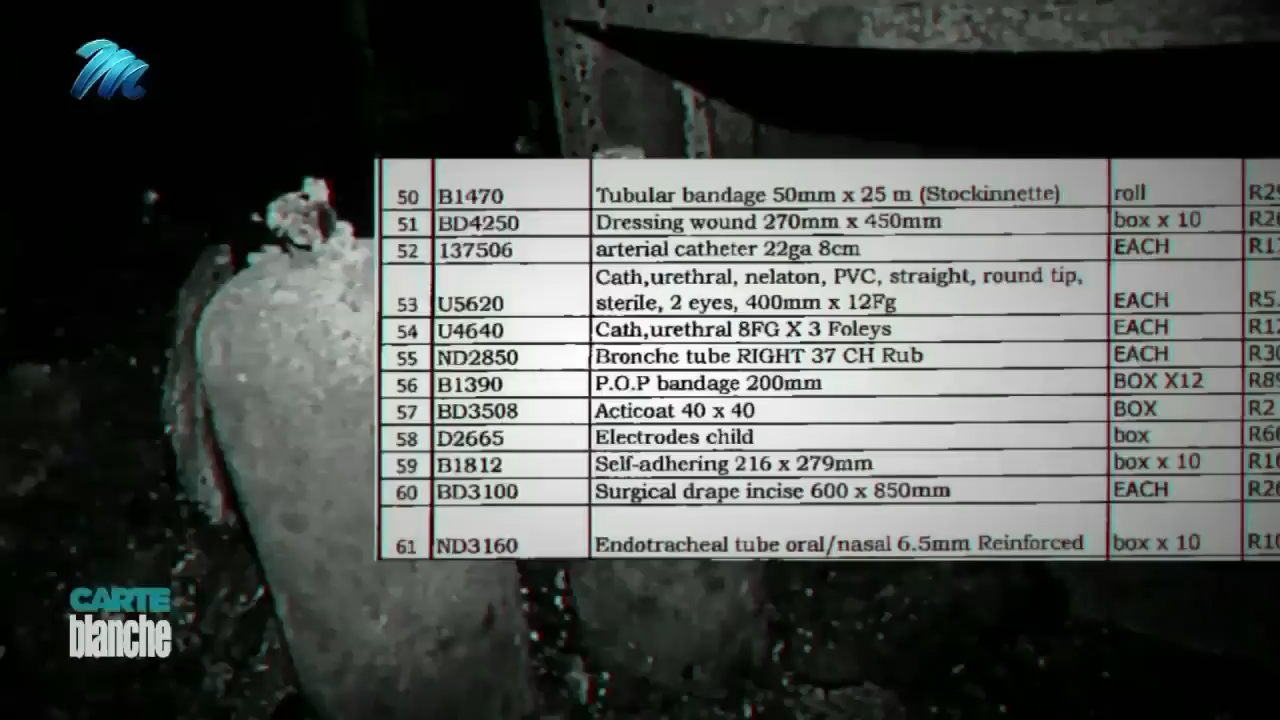 50 B1470 Tubular bandage 50mm x 25 m (Stockinnette) roll
51 BD4250 Dressing wound 270mm x 450mm box x 10
52 137506 arterial catheter 22ga 8cm EACH
Cath,urethral, nelaton, PVC, straight, round tip,
53 U5620 sterile, 2 eyes, 400mm x 12Fg EACH
54 U4640 Cath,urethral 8FG X 3 Foleys EACH
55 ND2850 Bronche tube RIGHT 37 CH Rub EACH
56 B1390 P.O.P bandage 200mm BOX X12
57 BD3508 Acticoat 40 x 40 BOX
58 D2665 Electrodes child box
59 B1812 Self-adhering 216 x 279mm box x 10
60 BD3100 Surgical drape incise 600 x 850mm EACH
61 ND3160 Endotracheal tube oral/nasal 6.5mm Reinforced box x 10
CARTE
blanche